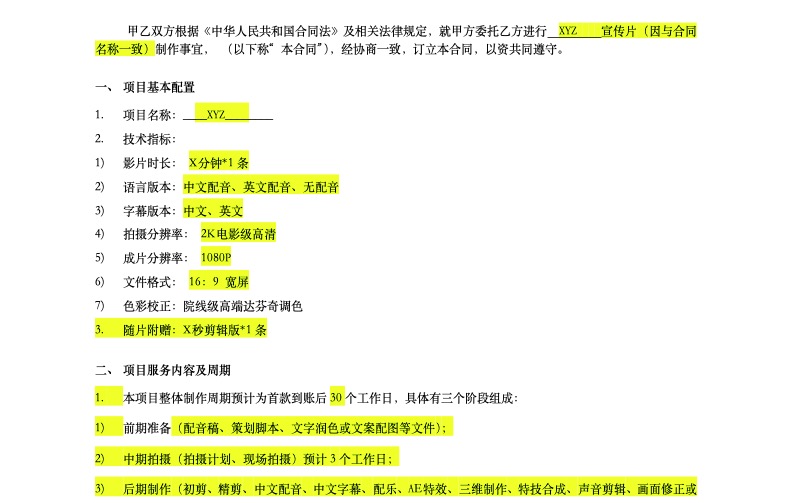 甲乙双方根据《中华人民共和国合同法》及相关法律规定，就甲方委托乙方进行__XYZ____宣传片（因与合同
名称一致）制作事宜， （以下称“本合同”），经协商一致，订立本合同，以资共同遵守。
一、 项目基本配置
1. 项目名称：____XYZ________
2. 技术指标：
1) 影片时长： X分钟*1 条
2) 语言版本：中文配音、英文配音、无配音
3) 字幕版本：中文、英文
4) 拍摄分辨率： 2K电影级高清
5) 成片分辨率： 1080P
6) 文件格式： 16：9 宽屏
7) 色彩校正：院线级高端达芬奇调色
3. 随片附赠：X秒剪辑版*1 条
二、 项目服务内容及周期
1. 本项目整体制作周期预计为首款到账后 30 个工作日，具体有三个阶段组成：
1) 前期准备（配音稿、策划脚本、文字润色或文案配图等文件）；
2) 中期拍摄（拍摄计划、现场拍摄）预计 3 个工作日；
3) 后期制作（初剪、精剪、中文配音、中文字幕、配乐、AE特效、三维制作、特技合成、声音剪辑、画面修正或